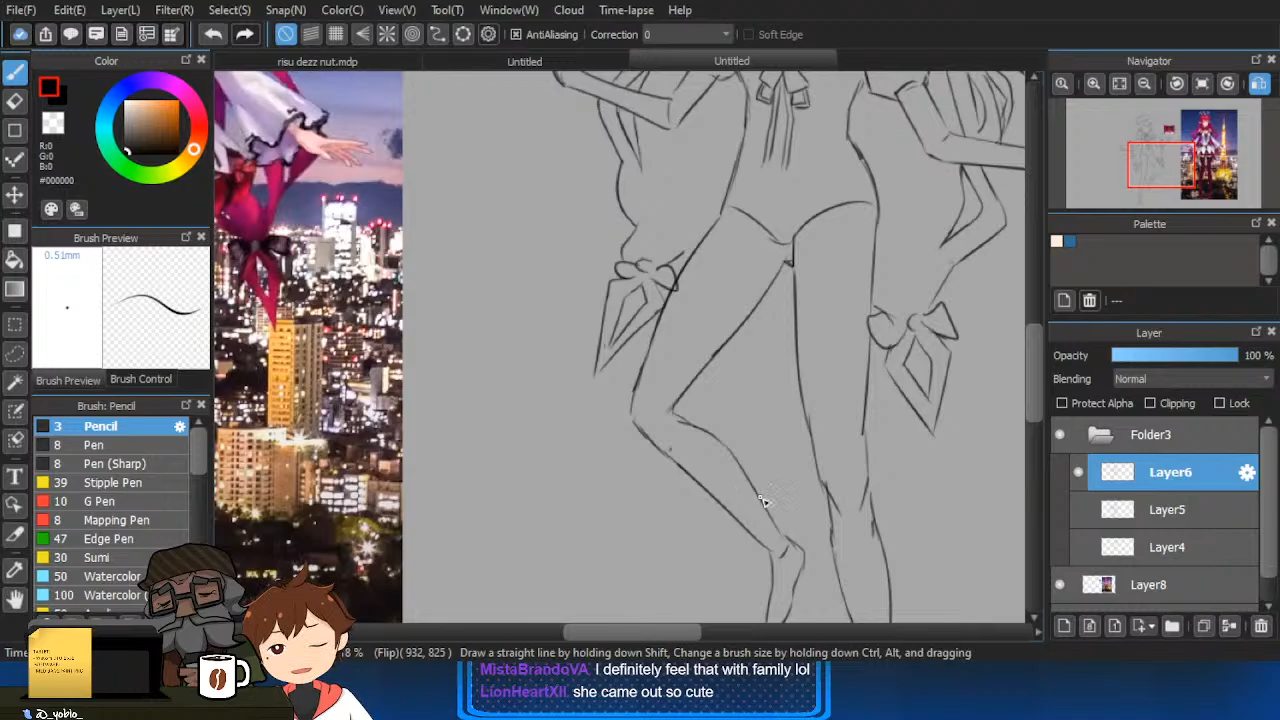 File(F) Edit(E) Layer(L) Filter(R) Select(S) Snap(N) Color(C) View(V) Tool(T) Window(W) Cloud Time-lapse Help
AntiAliasing Correction 0 Soft Edge
Color
risu dezz nut.mdp Untitled Untitled
Navigator
R:0
G:0
B:0
#000000
Palette
---
Brush Preview
0.51mm
Brush Preview Brush Control
Layer
Opacity 100 %
Blending Normal
Protect Alpha Clipping Lock
Brush: Pencil
3 Pencil
8 Pen
8 Pen (Sharp)
39 Stipple Pen
10 G Pen
8 Mapping Pen
47 Edge Pen
30 Sumi
50 Watercolor
100 Watercolor (
Folder3
Layer6
Layer5
Layer4
Layer8
(Flip)( 932, 825 ) Draw a straight line by holding down Shift, Change a brush size by holding down Ctrl, Alt, and dragging
MistaBrandoVA I definitely feel that with family lol
LionHeartXII she came out so cute
@_yoblo_